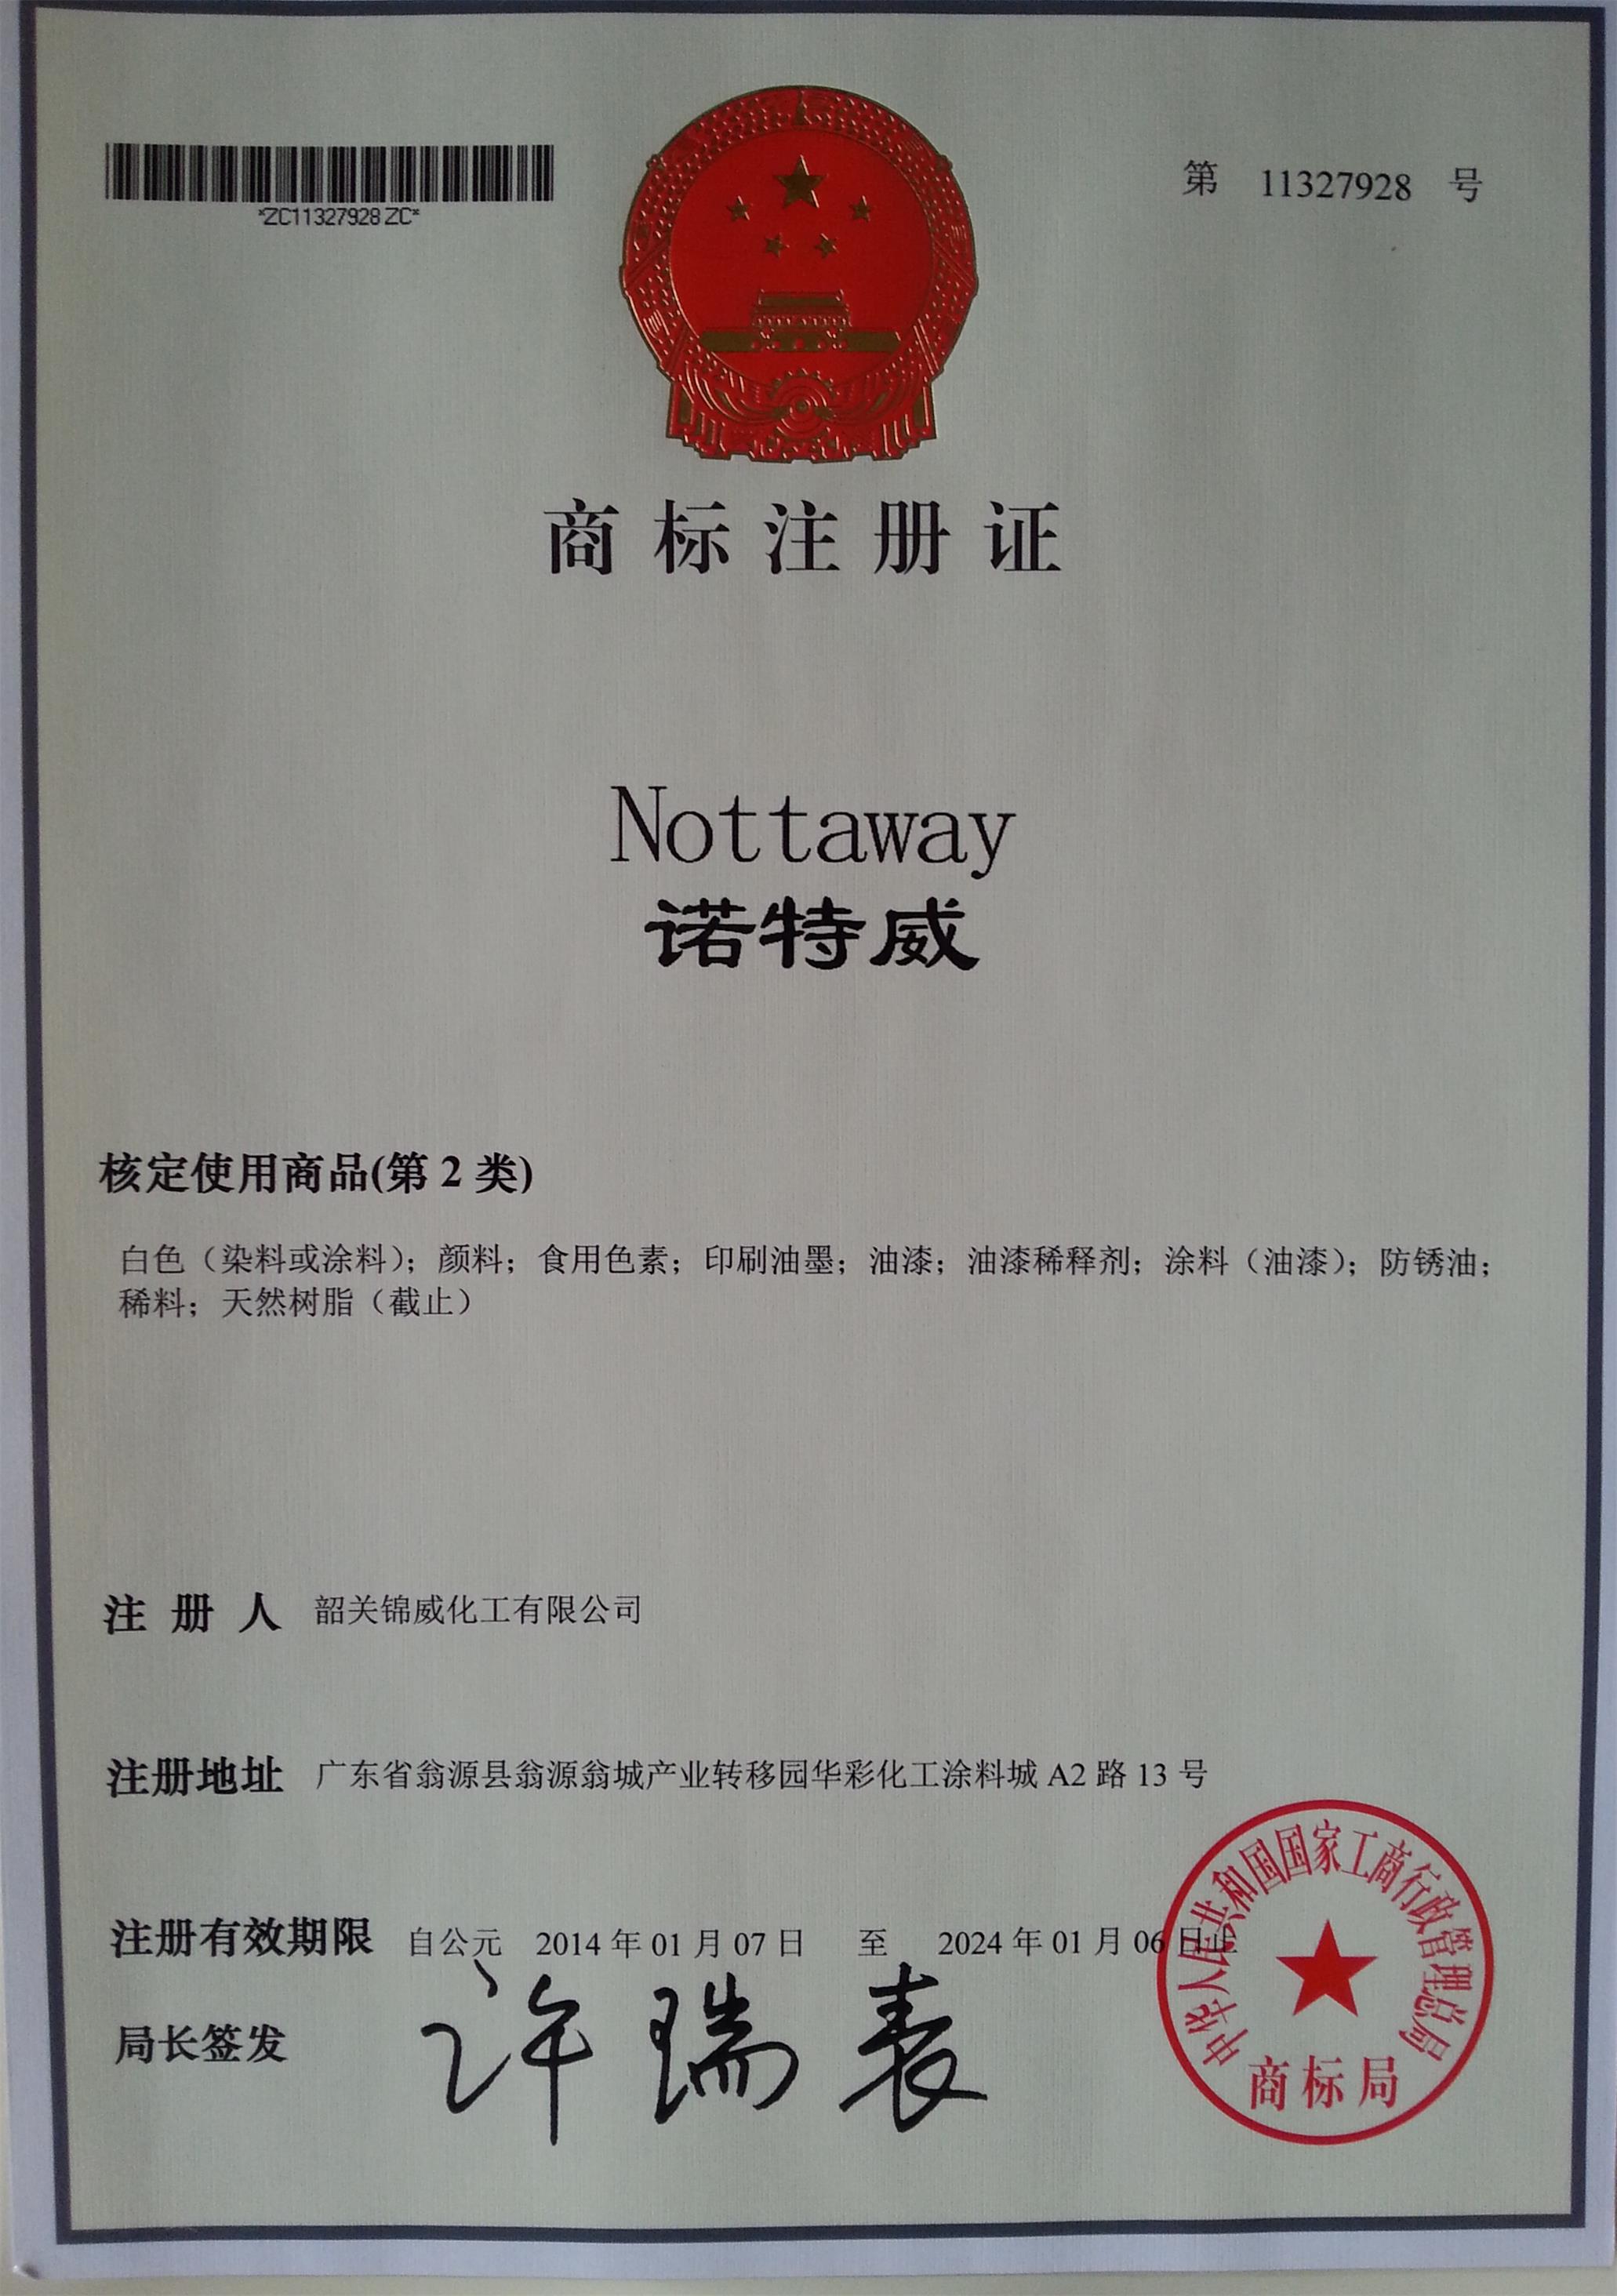 *ZC11327928 ZC*
第 11327928 号
商标注册证
Nottaway
诺特威
核定使用商品(第 2 类)
白色（染料或涂料）；颜料；食用色素；印刷油墨；油漆；油漆稀释剂；涂料（油漆）；防锈油；
稀料；天然树脂（截止）
注 册 人 韶关锦威化工有限公司
注册地址 广东省翁源县翁源翁城产业转移园华彩化工涂料城 A2 路 13 号
注册有效期限 自公元 2014 年 01 月 07 日 至 2024 年 01 月 06 日止
局长签发 许瑞表
中华人民共和国国家工商行政管理总局
商标局